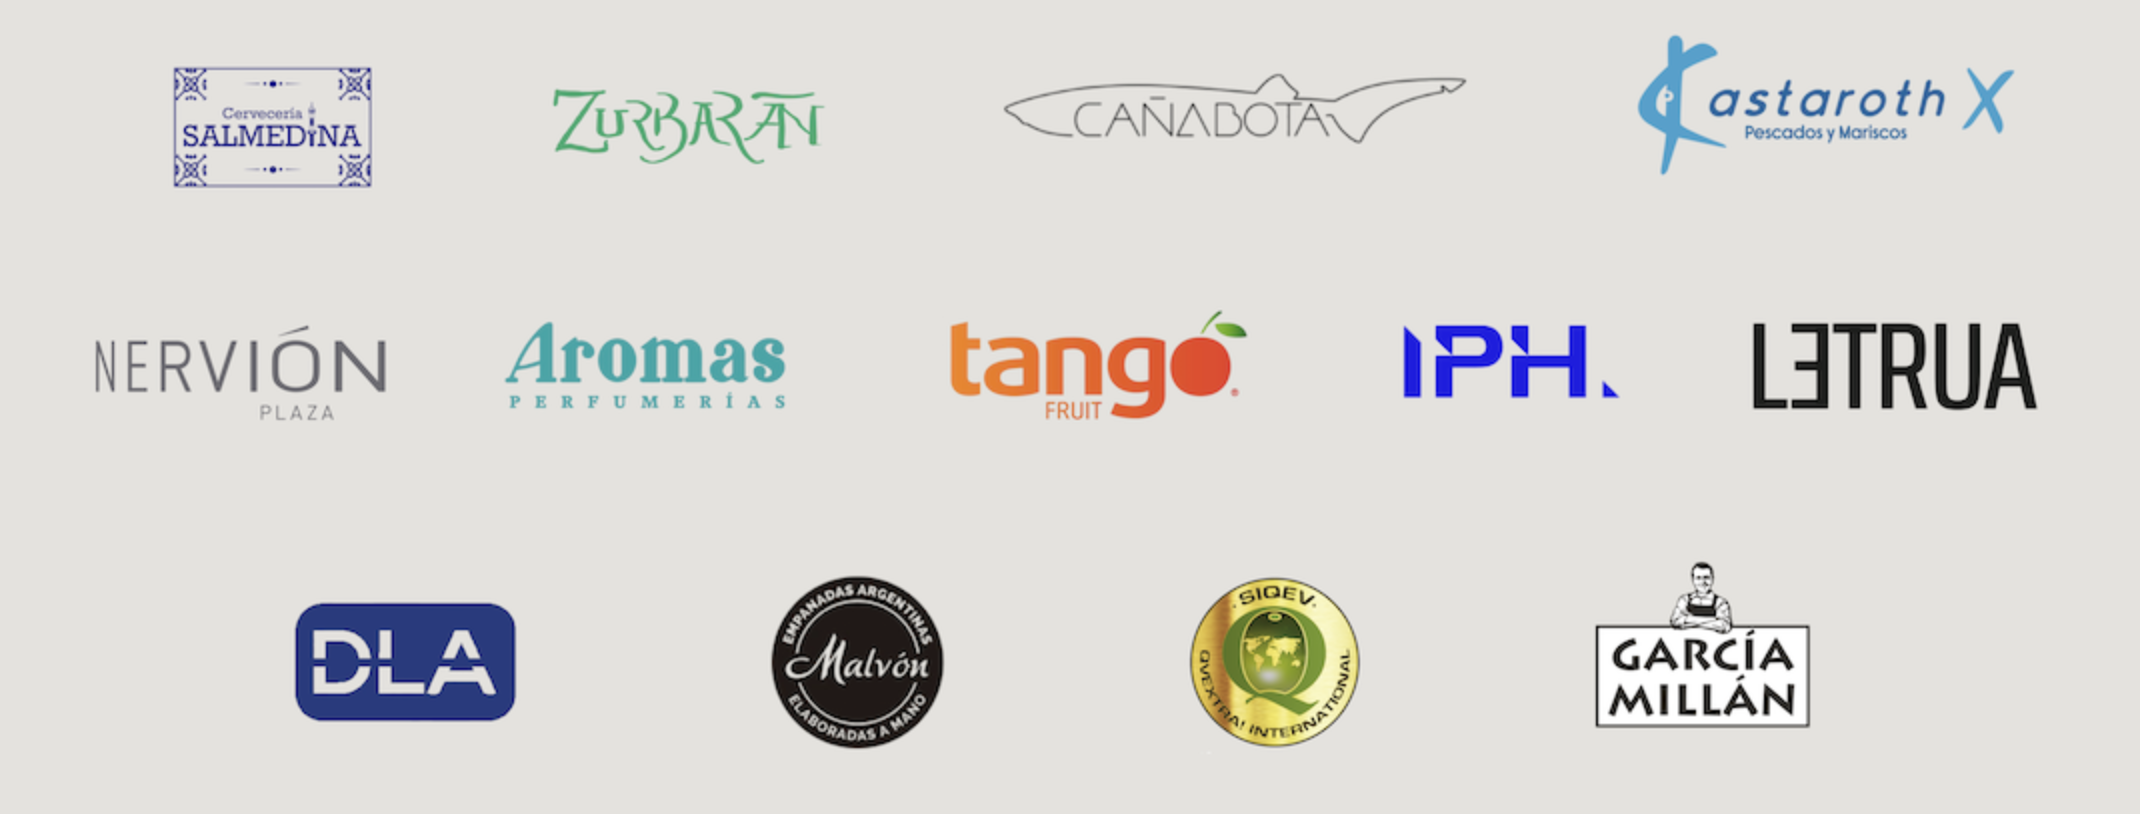 Cervecería
SALMEDINA
ZURBARÁN
CAÑABOTA
Kastaroth X
Pescados y Mariscos
NERVIÓN
PLAZA
Aromas
PERFUMERÍAS
tango
FRUIT
IPH.
LETRUA
DLA
EMPANADAS ARGENTINAS
Malvón
ELABORADAS A MANO
· SIQEV ·
Q
QVEXTRA! INTERNATIONAL
GARCÍA
MILLÁN